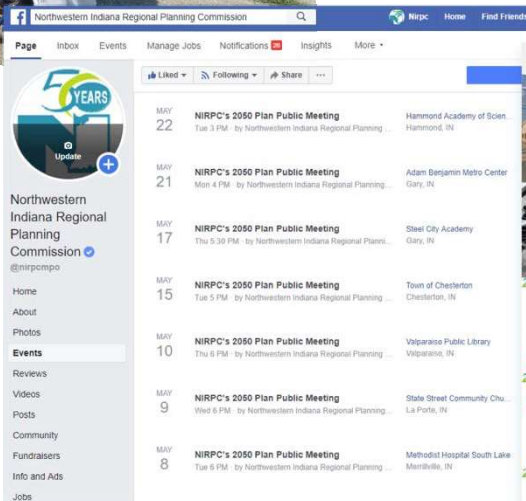 Northwestern Indiana Regional Planning Commission
Nirpc Home Find Friends
Page Inbox Events Manage Jobs Notifications 28 Insights More
Liked Following Share ...
50 YEARS
Update
Northwestern
Indiana Regional
Planning
Commission
@nirpcmpo
Home
About
Photos
Events
Reviews
Videos
Posts
Community
Fundraisers
Info and Ads
Jobs
MAY
22
NIRPC's 2050 Plan Public Meeting
Tue 3 PM · by Northwestern Indiana Regional Planning ...
Hammond Academy of Scien...
Hammond, IN
MAY
21
NIRPC's 2050 Plan Public Meeting
Mon 4 PM · by Northwestern Indiana Regional Planning...
Adam Benjamin Metro Center
Gary, IN
MAY
17
NIRPC's 2050 Plan Public Meeting
Thu 5:30 PM · by Northwestern Indiana Regional Planni...
Steel City Academy
Gary, IN
MAY
15
NIRPC's 2050 Plan Public Meeting
Tue 5 PM · by Northwestern Indiana Regional Planning ...
Town of Chesterton
Chesterton, IN
MAY
10
NIRPC's 2050 Plan Public Meeting
Thu 6 PM · by Northwestern Indiana Regional Planning ...
Valparaiso Public Library
Valparaiso, IN
MAY
9
NIRPC's 2050 Plan Public Meeting
Wed 6 PM · by Northwestern Indiana Regional Planning...
State Street Community Chu...
La Porte, IN
MAY
8
NIRPC's 2050 Plan Public Meeting
Tue 6 PM · by Northwestern Indiana Regional Planning ...
Methodist Hospital South Lake
Merrillville, IN